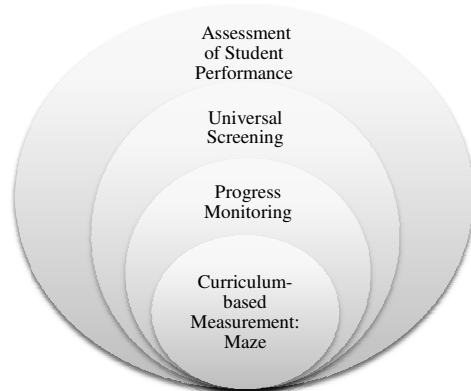 Assessment
of Student
Performance
Universal
Screening
Progress
Monitoring
Curriculum-
based
Measurement:
Maze